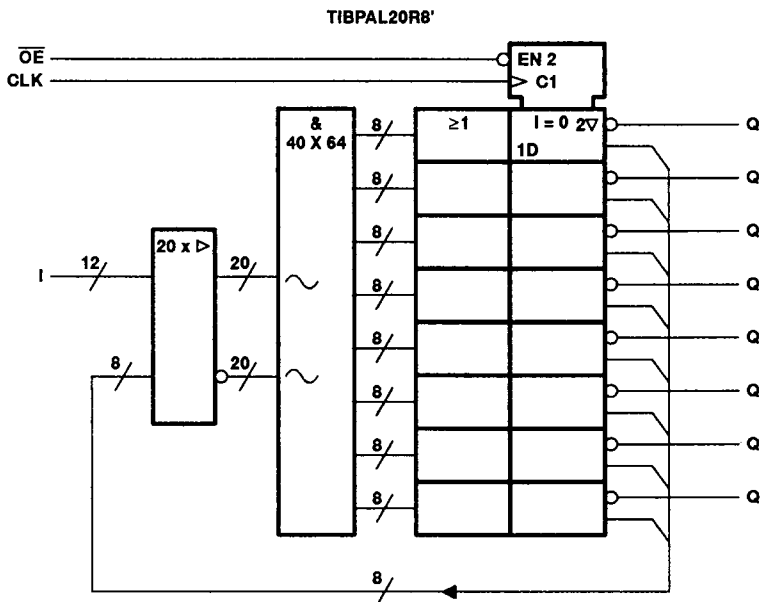 TIBPAL20R8'
OE
EN 2
CLK
C1
&
40 X 64
8
≥1
I = 0 2▽
1D
Q
8
Q
8
Q
20 x ▷
I
12
20
8
Q
8
Q
8
20
8
Q
8
Q
8
Q
8